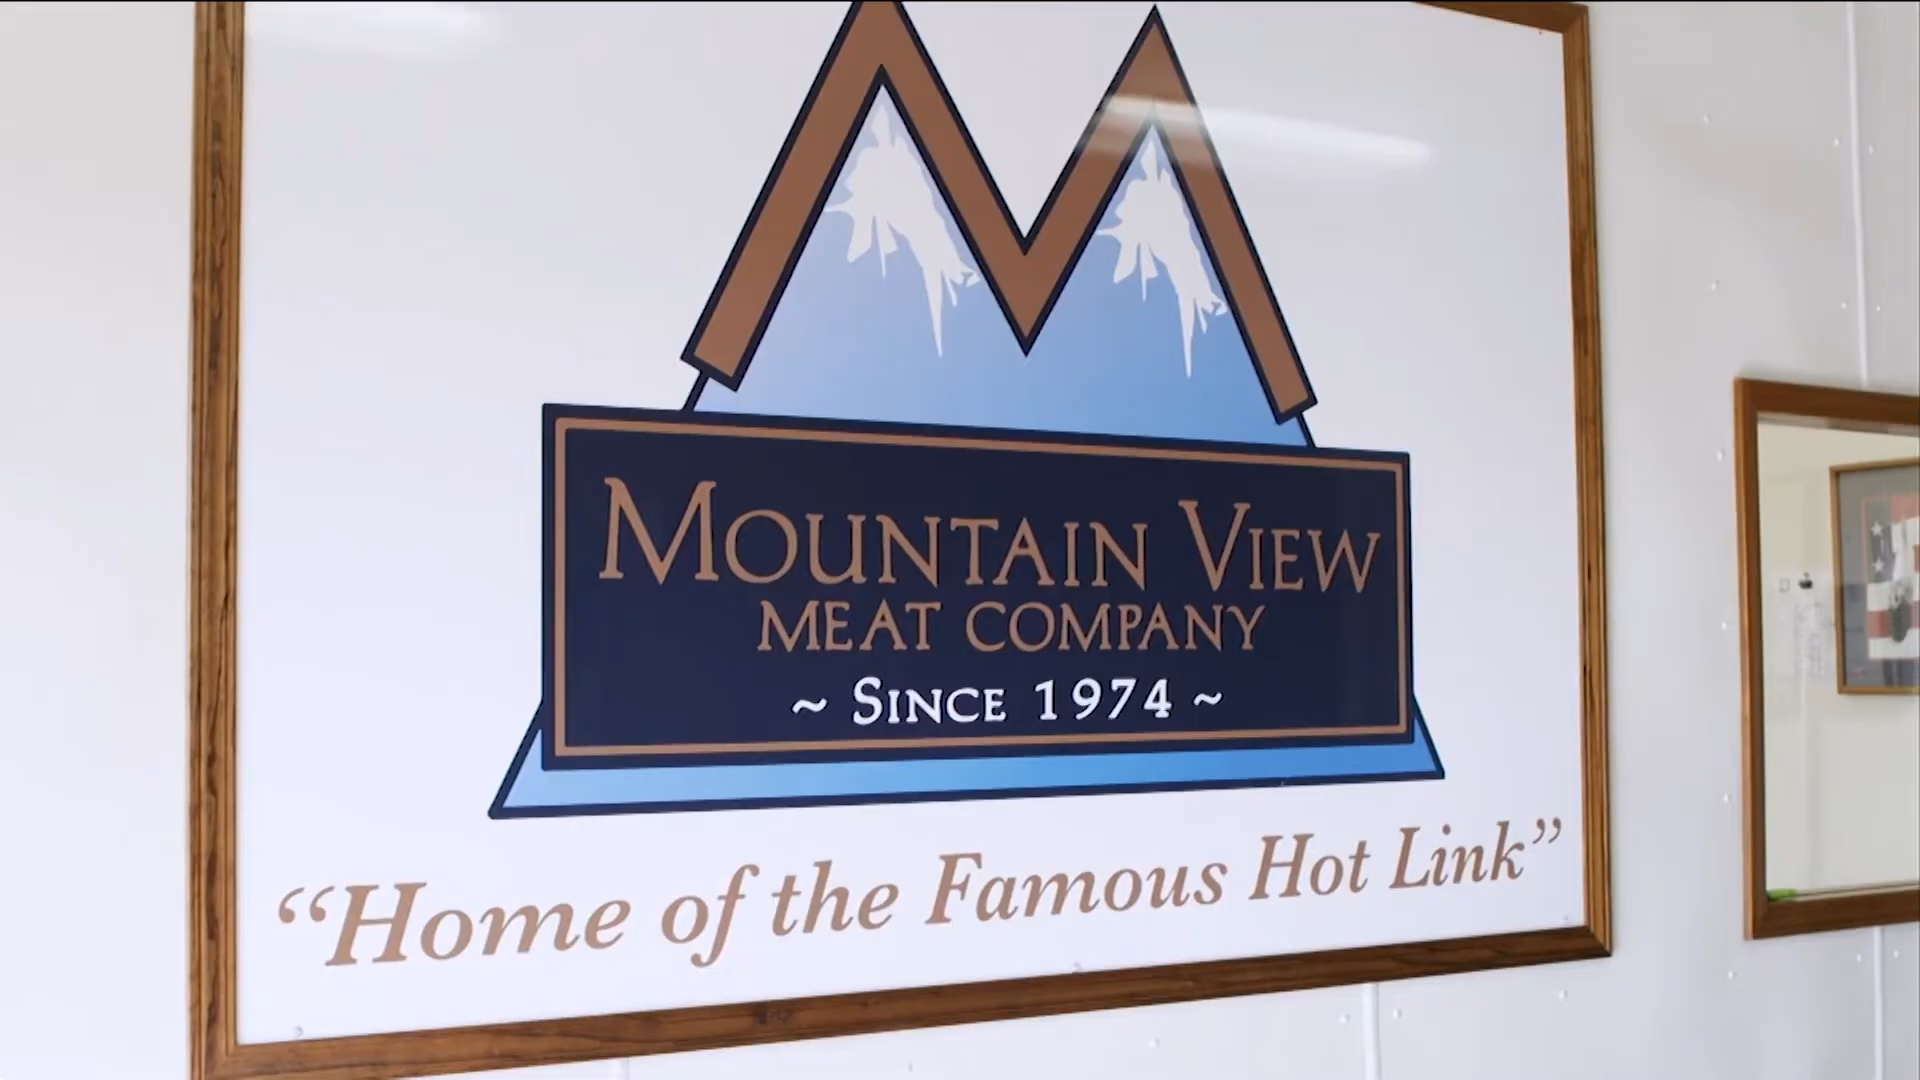 Mountain View
Meat Company
~ Since 1974 ~
“Home of the Famous Hot Link”